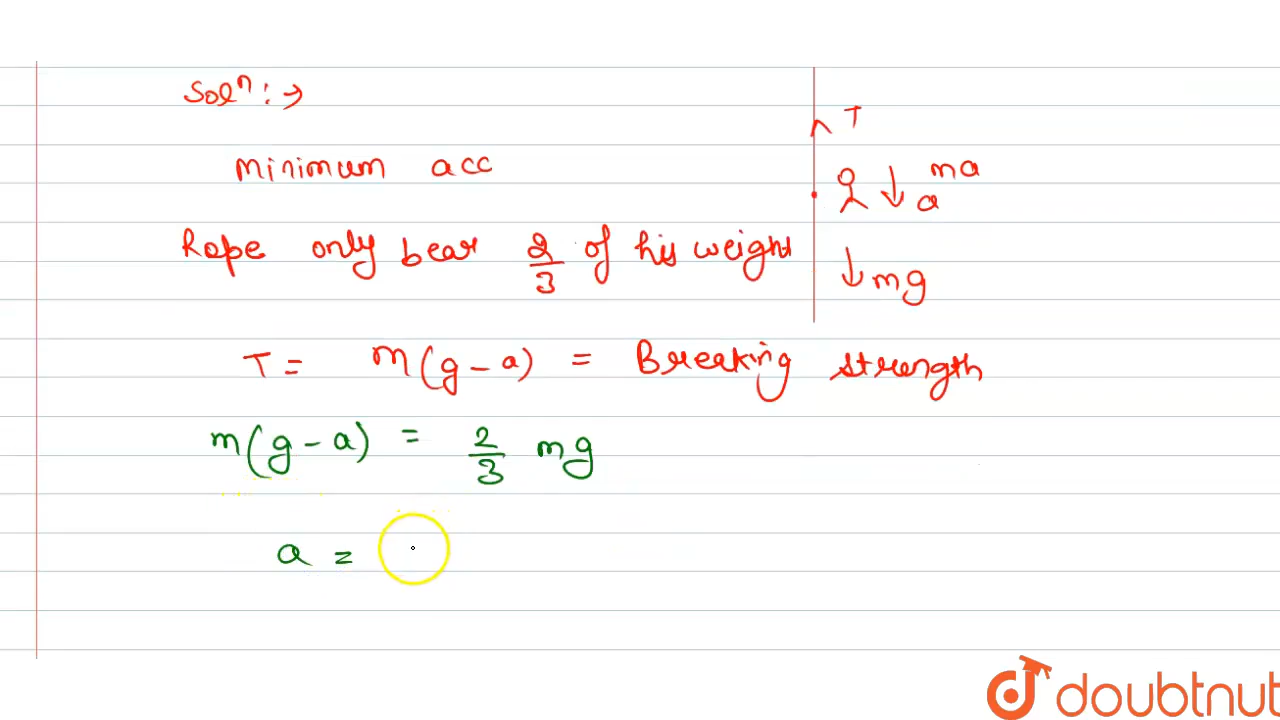 Solⁿ :→
Minimum acc
Rope only bear 2/3 of his weight
T = m(g-a) = Breaking strength
m(g-a) = 2/3 mg
a =
T
ma
a
mg
doubtnut